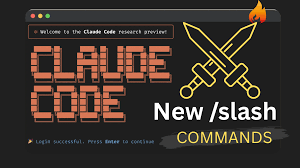 * Welcome to the Claude Code research preview!
CLAUDE
CODE
New /slash
COMMANDS
Login successful. Press Enter to continue